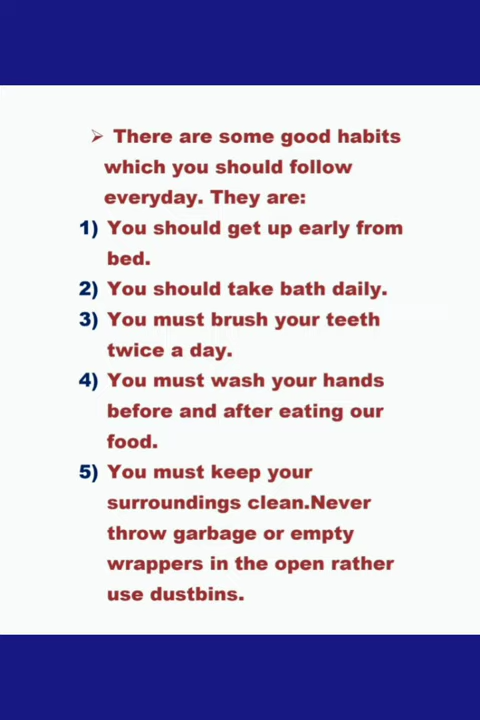 ➢ There are some good habits
which you should follow
everyday. They are:
1) You should get up early from
bed.
2) You should take bath daily.
3) You must brush your teeth
twice a day.
4) You must wash your hands
before and after eating our
food.
5) You must keep your
surroundings clean.Never
throw garbage or empty
wrappers in the open rather
use dustbins.